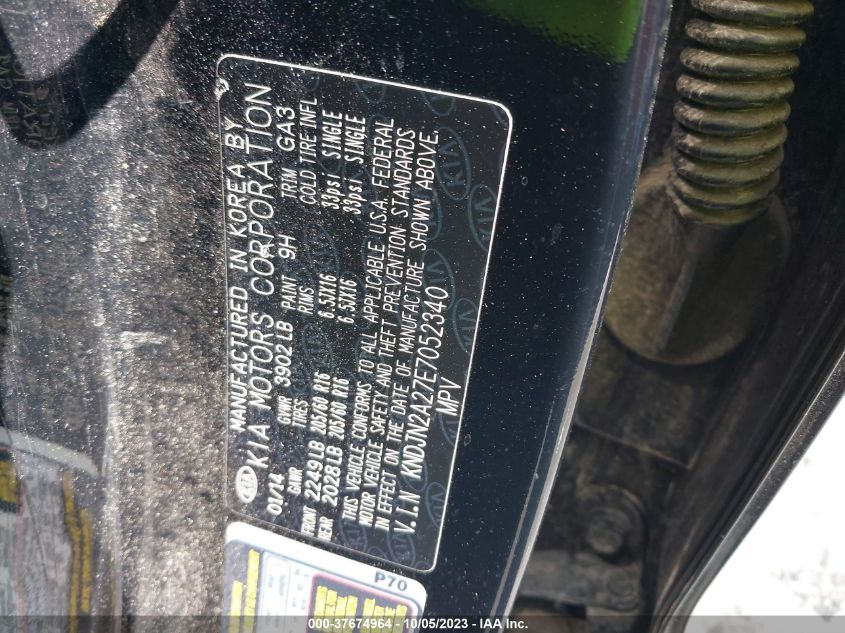 MANUFACTURED IN KOREA BY
KIA KIA MOTORS CORPORATION
GVWR 3902 LB PAINT 9H TRIM GA3
GAWR TIRES RIMS COLD TIRE INFL
FRONT 2249LB 205/60 R16 6.5JX16 33psi SINGLE
REAR 2028LB 205/60 R16 6.5JX16 33psi SINGLE
THIS VEHICLE CONFORMS TO ALL APPLICABLE U.S.A. FEDERAL
MOTOR VEHICLE SAFETY AND THEFT PREVENTION STANDARDS
IN EFFECT ON THE DATE OF MANUFACTURE SHOWN ABOVE.
V.I.N KNDJN2A27E7052340
MPV
P70
000-37674964 | 10/05/2023 | IAA Inc.